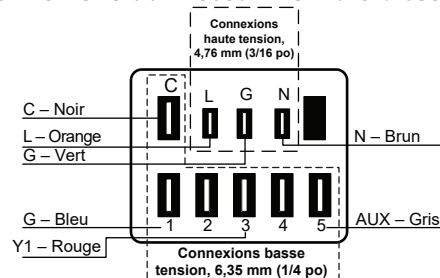 Connexions
haute tension,
4,76 mm (3/16 po)
C
L G N
C – Noir
L – Orange
G – Vert
N – Brun
G – Bleu
1 2 3 4 5
AUX – Gris
Y1 – Rouge
Connexions basse
tension, 6,35 mm (1/4 po)